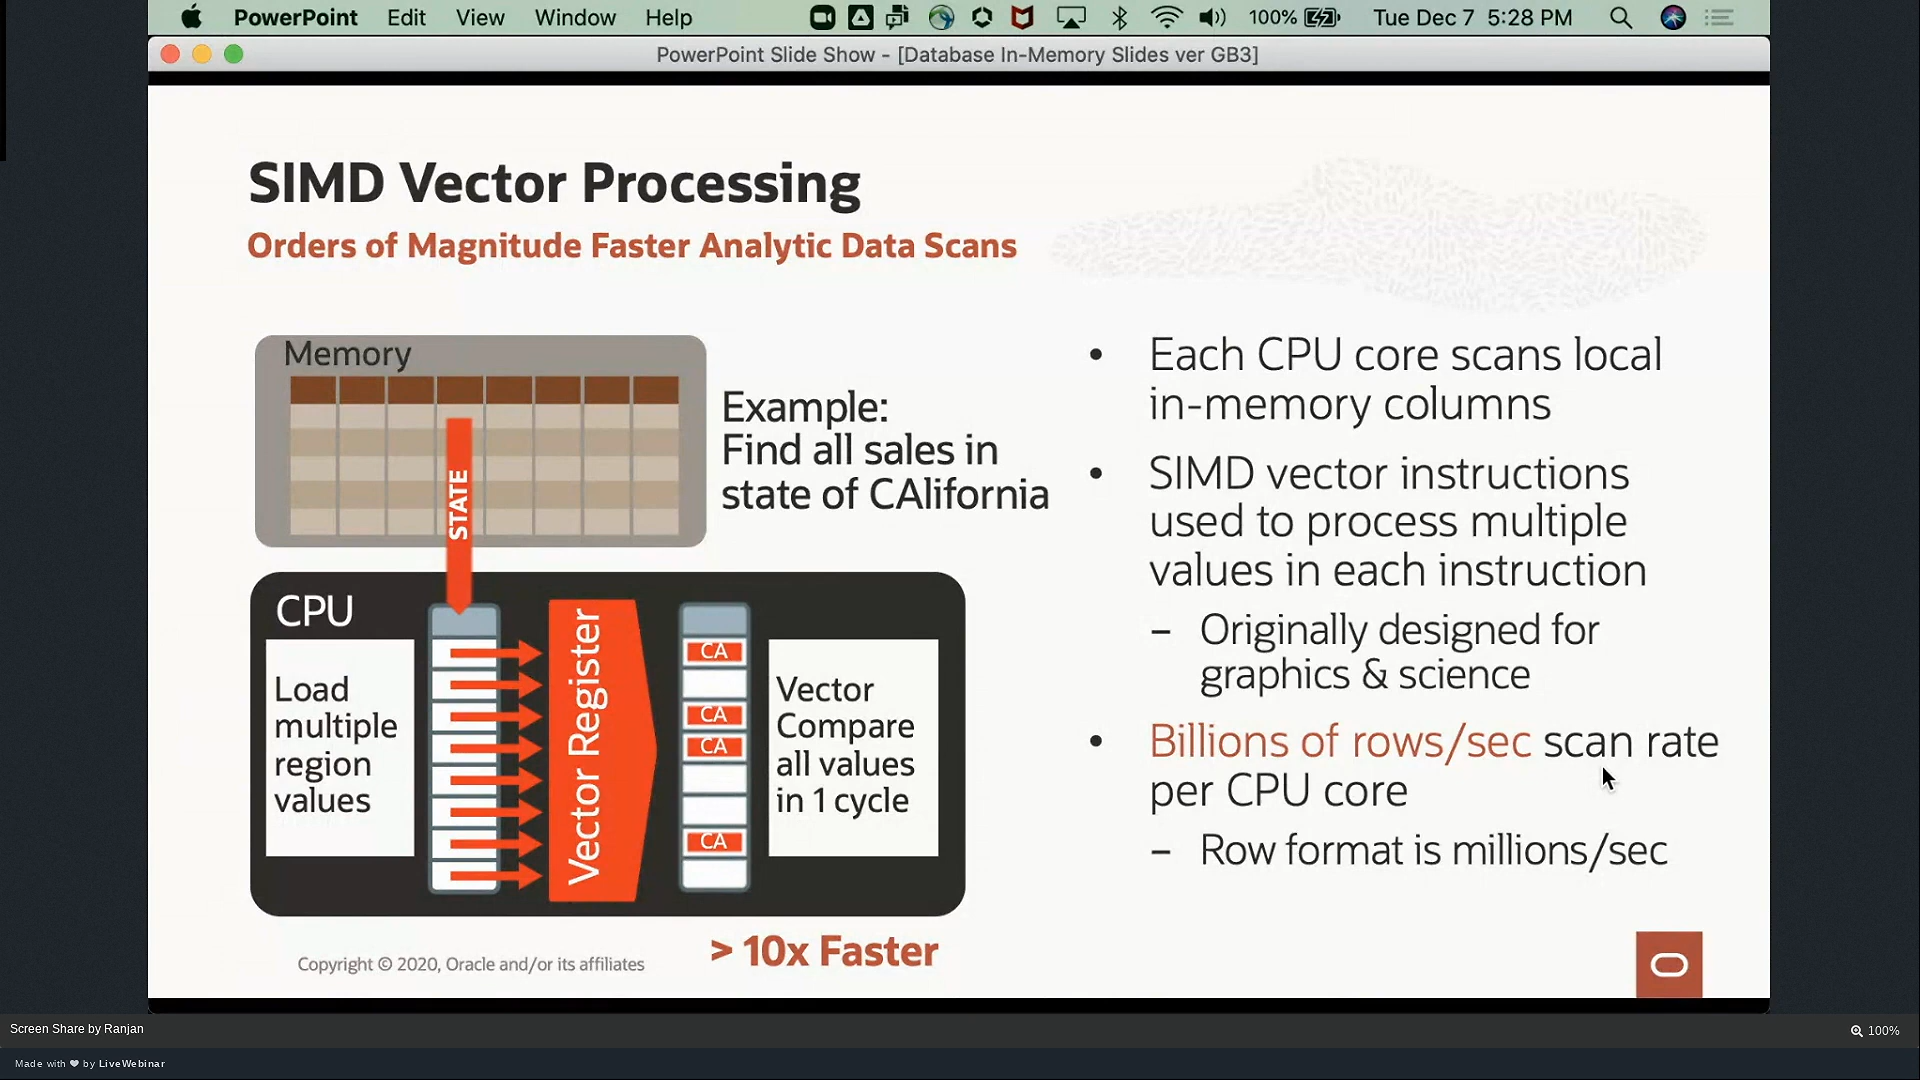 PowerPoint Edit View Window Help 100% Tue Dec 7 5:28 PM
PowerPoint Slide Show - [Database In-Memory Slides ver GB3]
SIMD Vector Processing
Orders of Magnitude Faster Analytic Data Scans
Memory
STATE
Example:
Find all sales in
state of CAlifornia
CPU
Load
multiple
region
values
Vector Register
CA
CA
CA
CA
Vector
Compare
all values
in 1 cycle
> 10x Faster
• Each CPU core scans local
in-memory columns
• SIMD vector instructions
used to process multiple
values in each instruction
– Originally designed for
graphics & science
• Billions of rows/sec scan rate
per CPU core
– Row format is millions/sec
Copyright © 2020, Oracle and/or its affiliates
Screen Share by Ranjan
100%
Made with ❤ by LiveWebinar